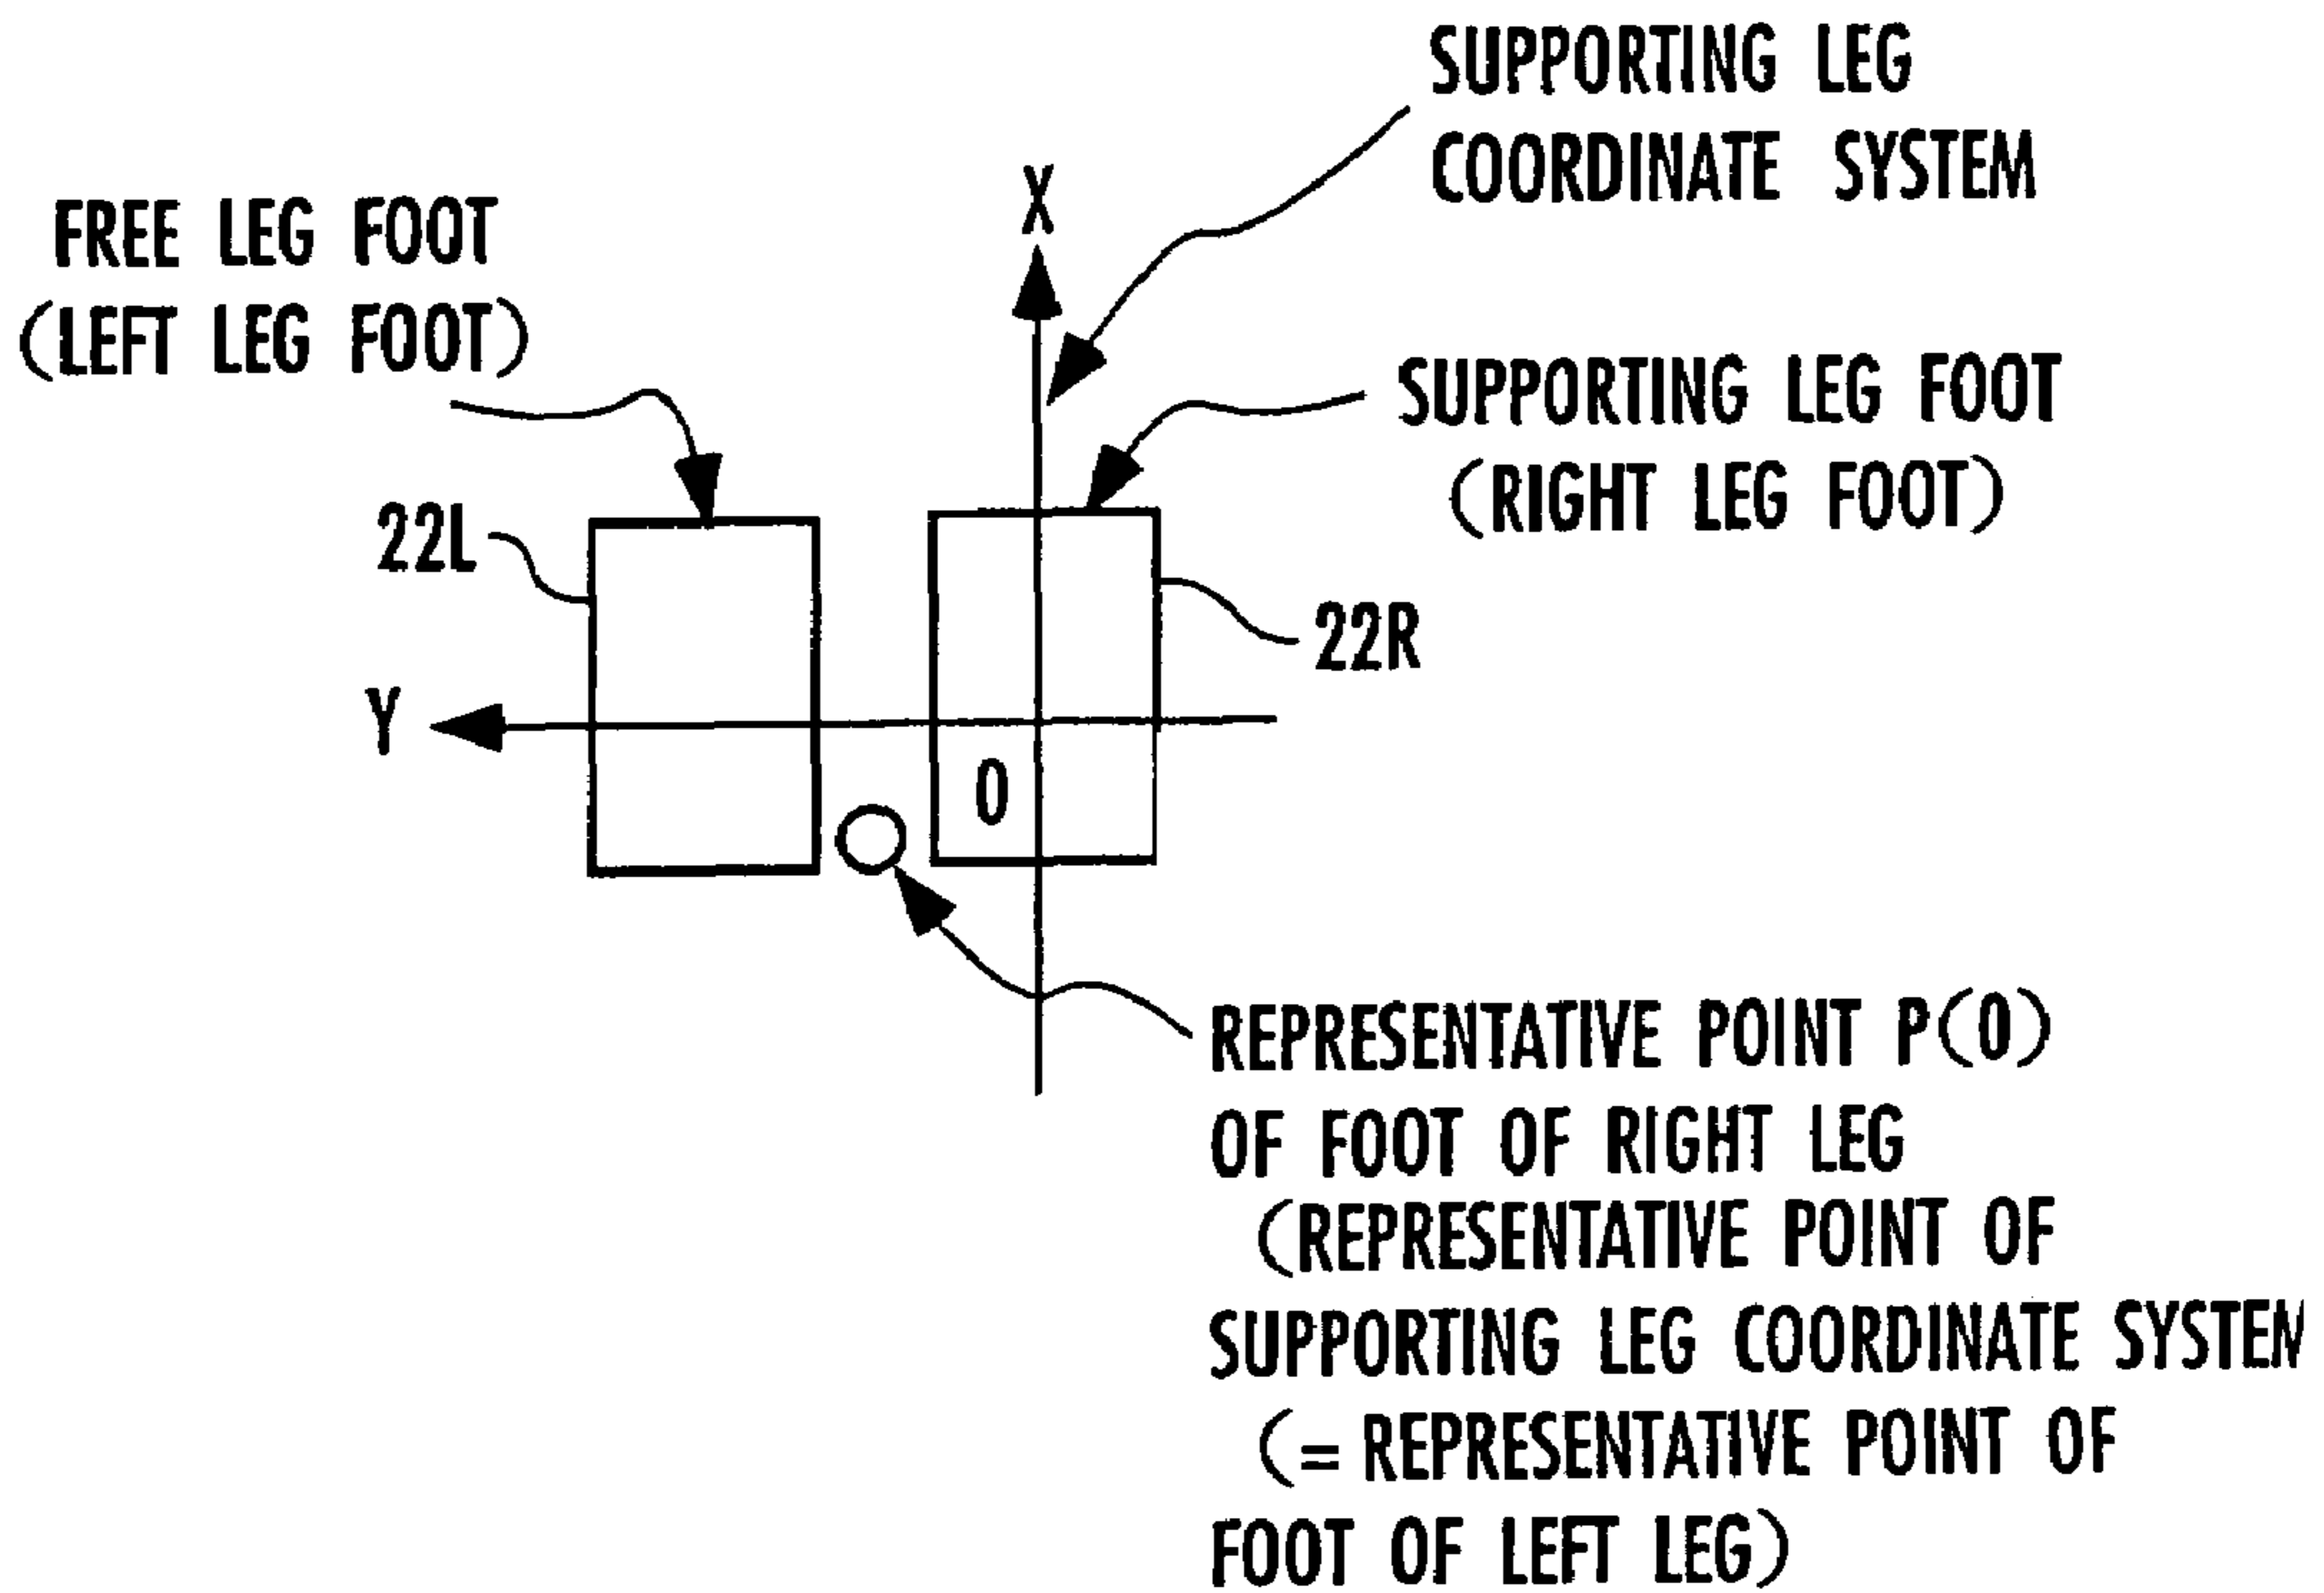 SUPPORTING LEG
COORDINATE SYSTEM
X
FREE LEG FOOT
(LEFT LEG FOOT)
SUPPORTING LEG FOOT
(RIGHT LEG FOOT)
22L
22R
Y
0
REPRESENTATIVE POINT P(0)
OF FOOT OF RIGHT LEG
(REPRESENTATIVE POINT OF
SUPPORTING LEG COORDINATE SYSTEM
(= REPRESENTATIVE POINT OF
FOOT OF LEFT LEG)